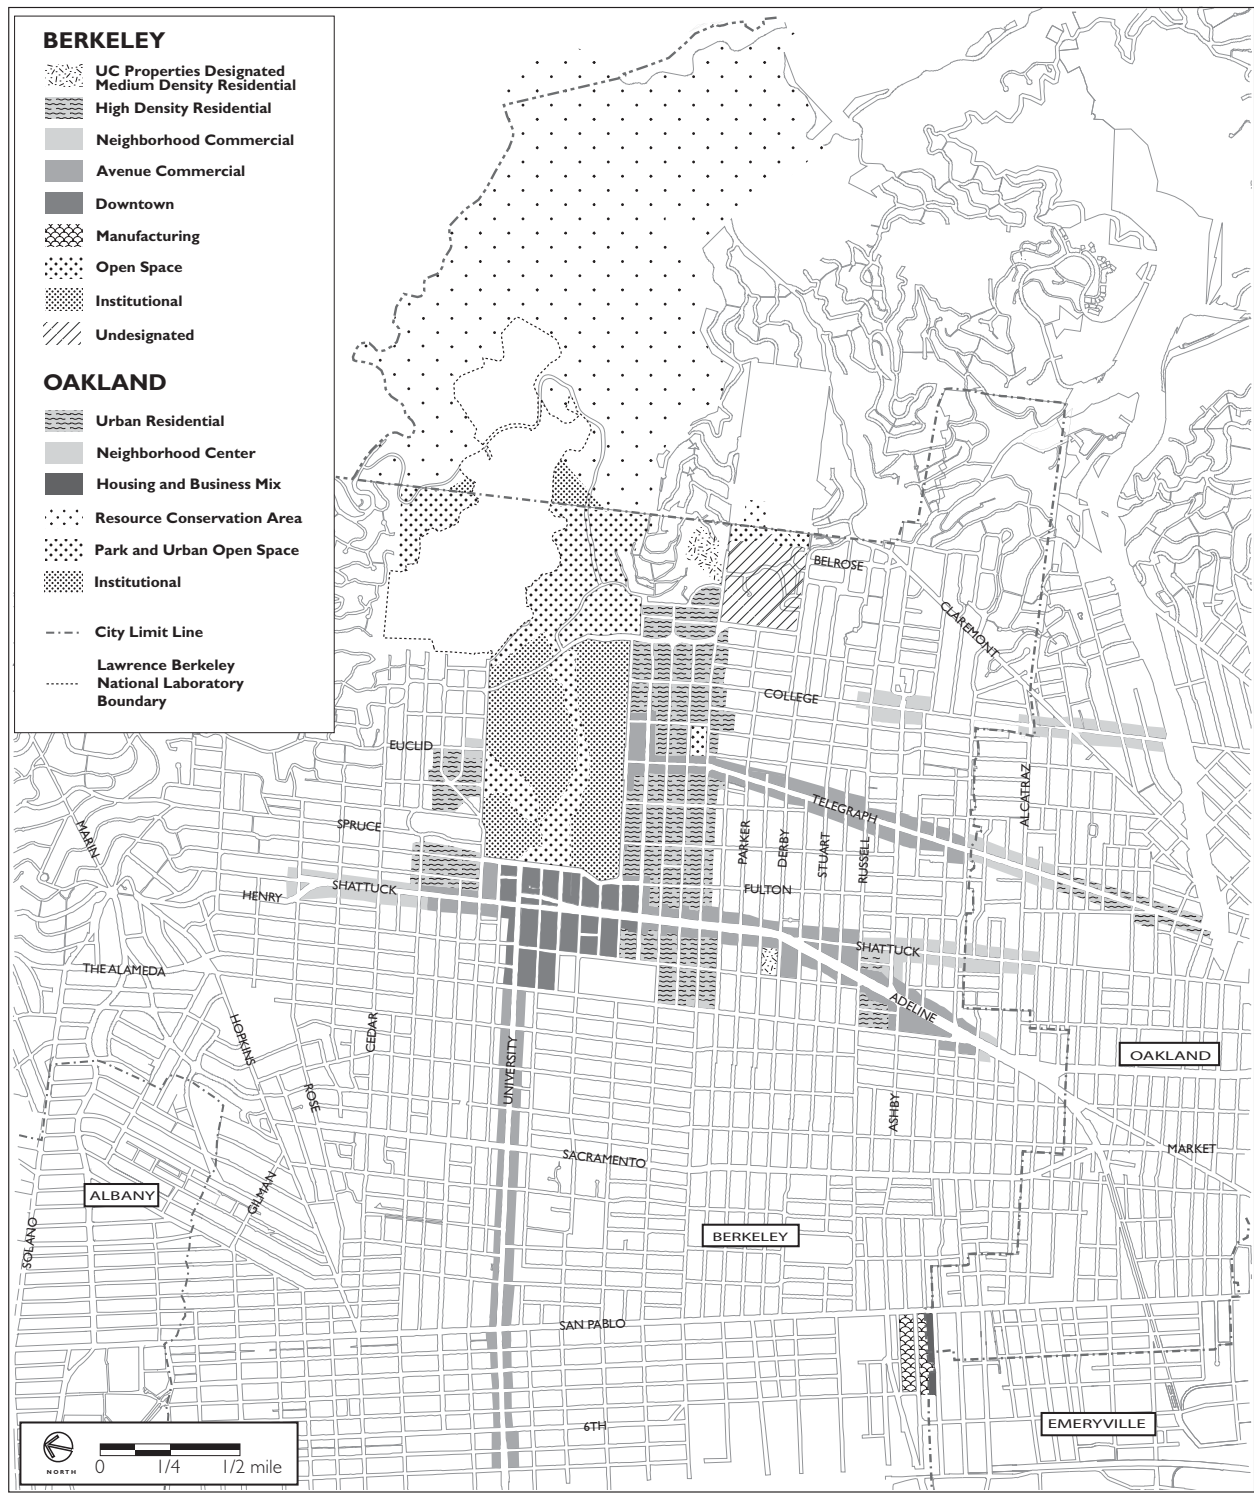 BERKELEY
UC Properties Designated
Medium Density Residential
High Density Residential
Neighborhood Commercial
Avenue Commercial
Downtown
Manufacturing
Open Space
Institutional
Undesignated
OAKLAND
Urban Residential
Neighborhood Center
Housing and Business Mix
Resource Conservation Area
Park and Urban Open Space
Institutional
City Limit Line
Lawrence Berkeley
National Laboratory
Boundary
BELROSE
CLAREMONT
COLLEGE
EUCLID
ALCATRAZ
TELEGRAPH
MARIN
SPRUCE
PARKER
DERBY
STUART
RUSSELL
HENRY
SHATTUCK
FULTON
SHATTUCK
THE ALAMEDA
ADELINE
HOPKINS
CEDAR
UNIVERSITY
OAKLAND
ROSE
ASHBY
SACRAMENTO
MARKET
ALBANY
GILMAN
SOLANO
BERKELEY
SAN PABLO
6TH
EMERYVILLE
NORTH
0 1/4 1/2 mile